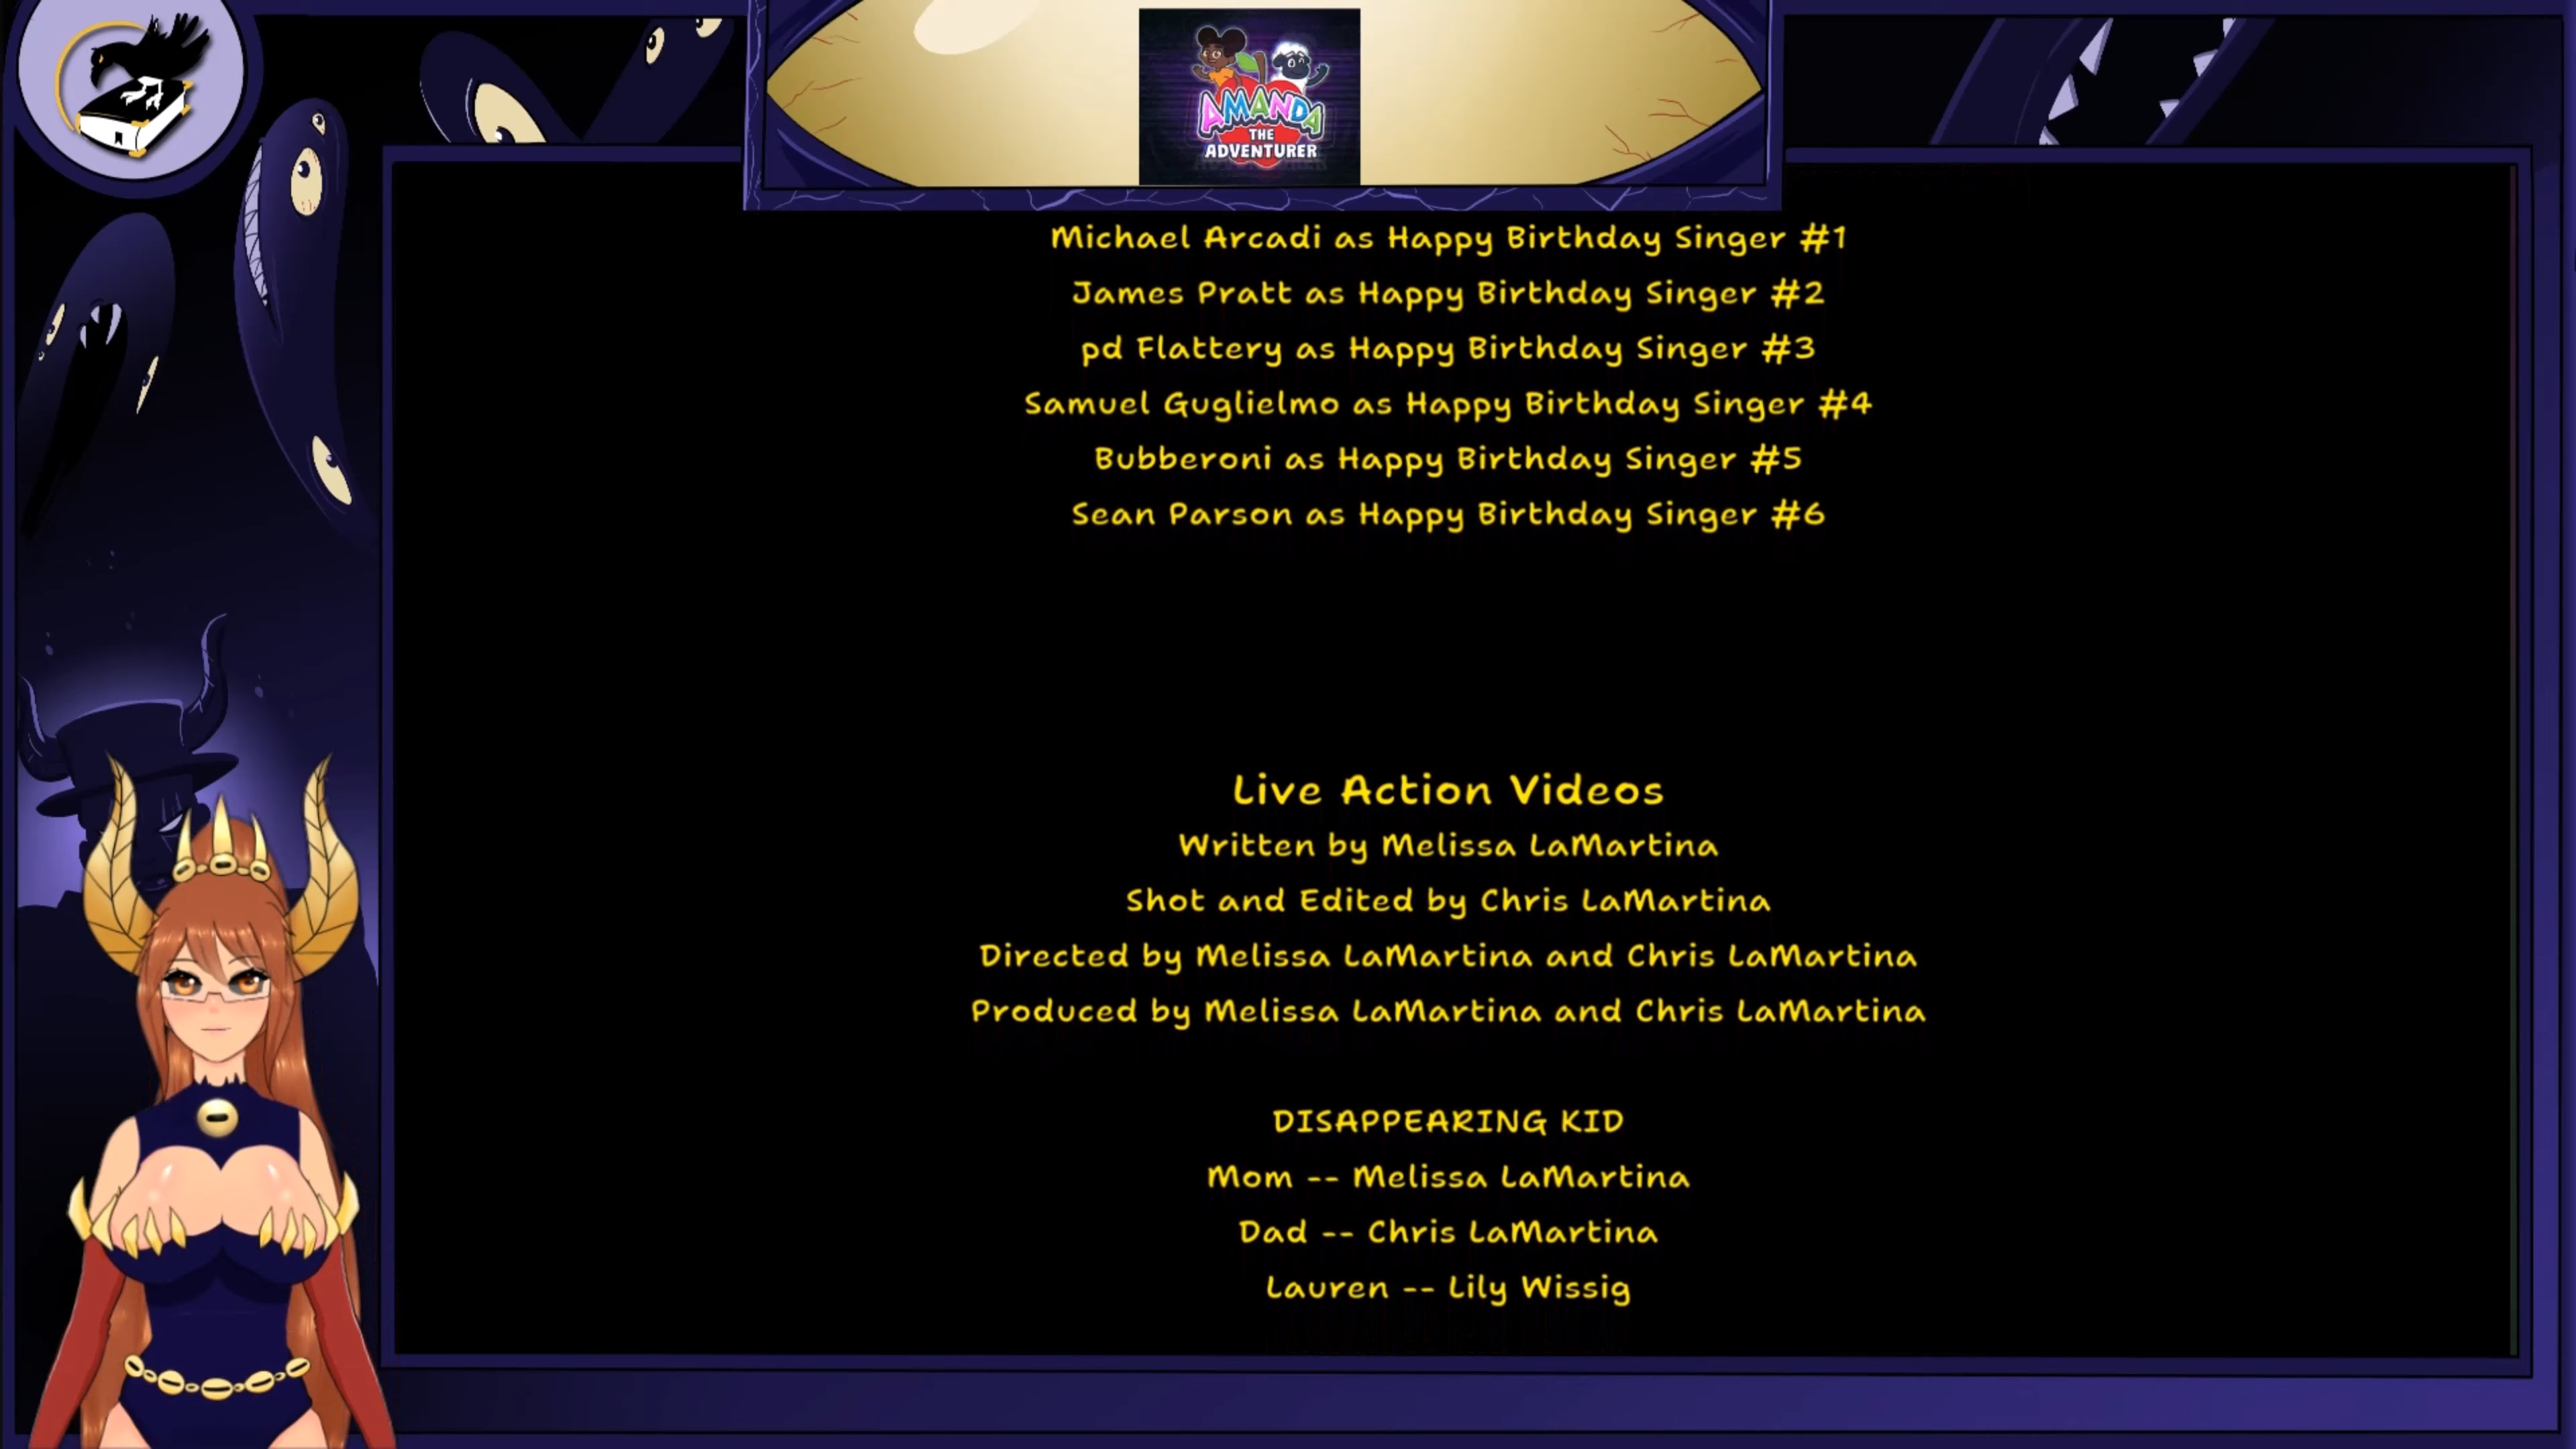 AMANDA
THE
ADVENTURER
Michael Arcadi as Happy Birthday Singer #1
James Pratt as Happy Birthday Singer #2
pd Flattery as Happy Birthday Singer #3
Samuel Guglielmo as Happy Birthday Singer #4
Bubberoni as Happy Birthday Singer #5
Sean Parson as Happy Birthday Singer #6
Live Action Videos
Written by Melissa LaMartina
Shot and Edited by Chris LaMartina
Directed by Melissa LaMartina and Chris LaMartina
Produced by Melissa LaMartina and Chris LaMartina
DISAPPEARING KID
Mom -- Melissa LaMartina
Dad -- Chris LaMartina
Lauren -- Lily Wissig